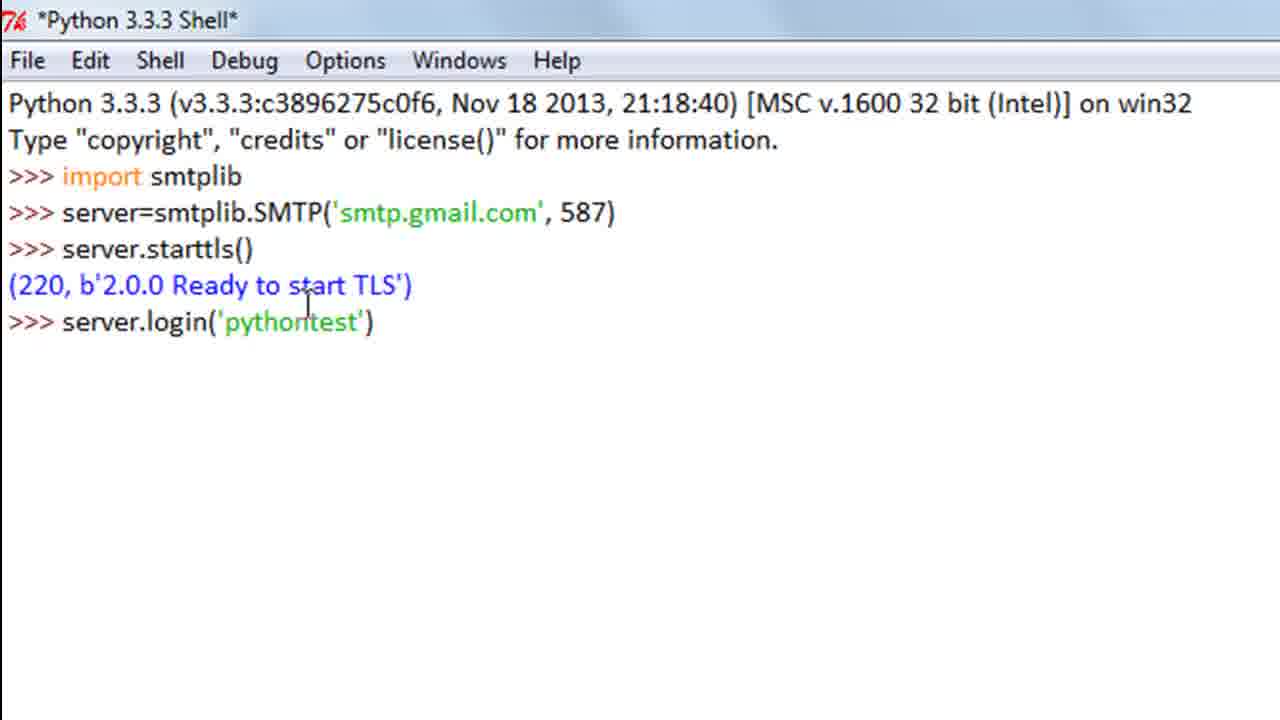 *Python 3.3.3 Shell*
File Edit Shell Debug Options Windows Help
Python 3.3.3 (v3.3.3:c3896275c0f6, Nov 18 2013, 21:18:40) [MSC v.1600 32 bit (Intel)] on win32
Type "copyright", "credits" or "license()" for more information.
>>> import smtplib
>>> server=smtplib.SMTP('smtp.gmail.com', 587)
>>> server.starttls()
(220, b'2.0.0 Ready to start TLS')
>>> server.login('pythontest')